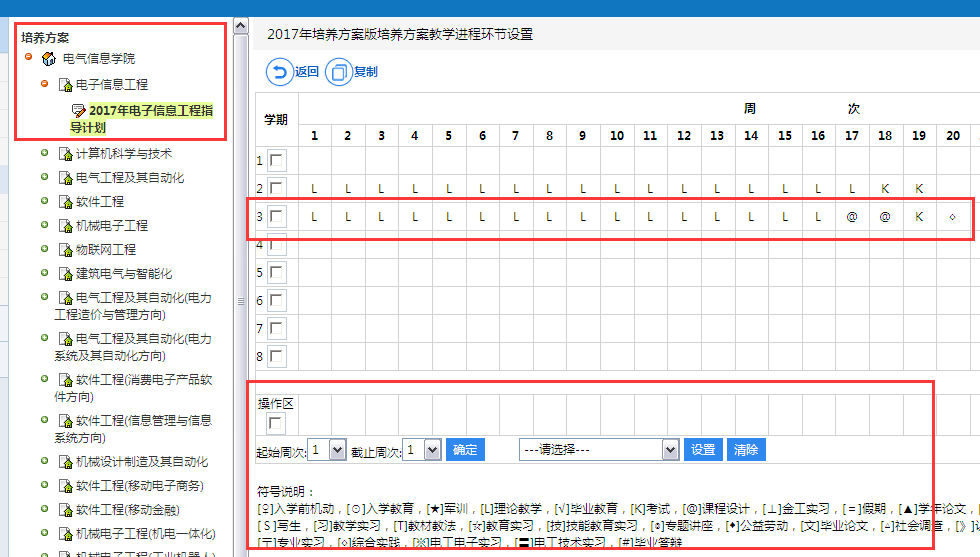 培养方案
电气信息学院
电子信息工程
2017年电子信息工程指
导计划
计算机科学与技术
电气工程及其自动化
软件工程
机械电子工程
物联网工程
建筑电气与智能化
电气工程及其自动化(电力
工程造价与管理方向)
电气工程及其自动化(电力
系统及其自动化方向)
软件工程(消费电子产品软
件方向)
软件工程(信息管理与信息
系统方向)
机械设计制造及其自动化
软件工程(移动电子商务)
软件工程(移动金融)
机械电子工程(机电一体化)
机械电子工程(工业机器人)
2017年培养方案版培养方案教学进程环节设置
返回 复制
学期 周 次
1 2 3 4 5 6 7 8 9 10 11 12 13 14 15 16 17 18 19 20
1
2 L L L L L L L L L L L L L L L L L K K
3 L L L L L L L L L L L L L L L L @ @ K ◇
4
5
6
7
8
操作区
起始周次: 1 截止周次: 1 确定 ---请选择--- 设置 清除
符号说明：
[♀]入学前机动，[⊙]入学教育，[★]军训，[L]理论教学，[√]毕业教育，[K]考试，[@]课程设计，[⊥]金工实习，[=]假期，[▲]学年论文，
[S]写生，[习]教学实习，[T]教材教法，[☆]教育实习，[技]技能教育实习，[◊]专题讲座，[♦]公益劳动，[文]毕业论文，[∴]社会调查，[》]
[〒]专业实习，[◇]综合实践，[※]电工电子实习，[〓]电工技术实习，[#]毕业答辩